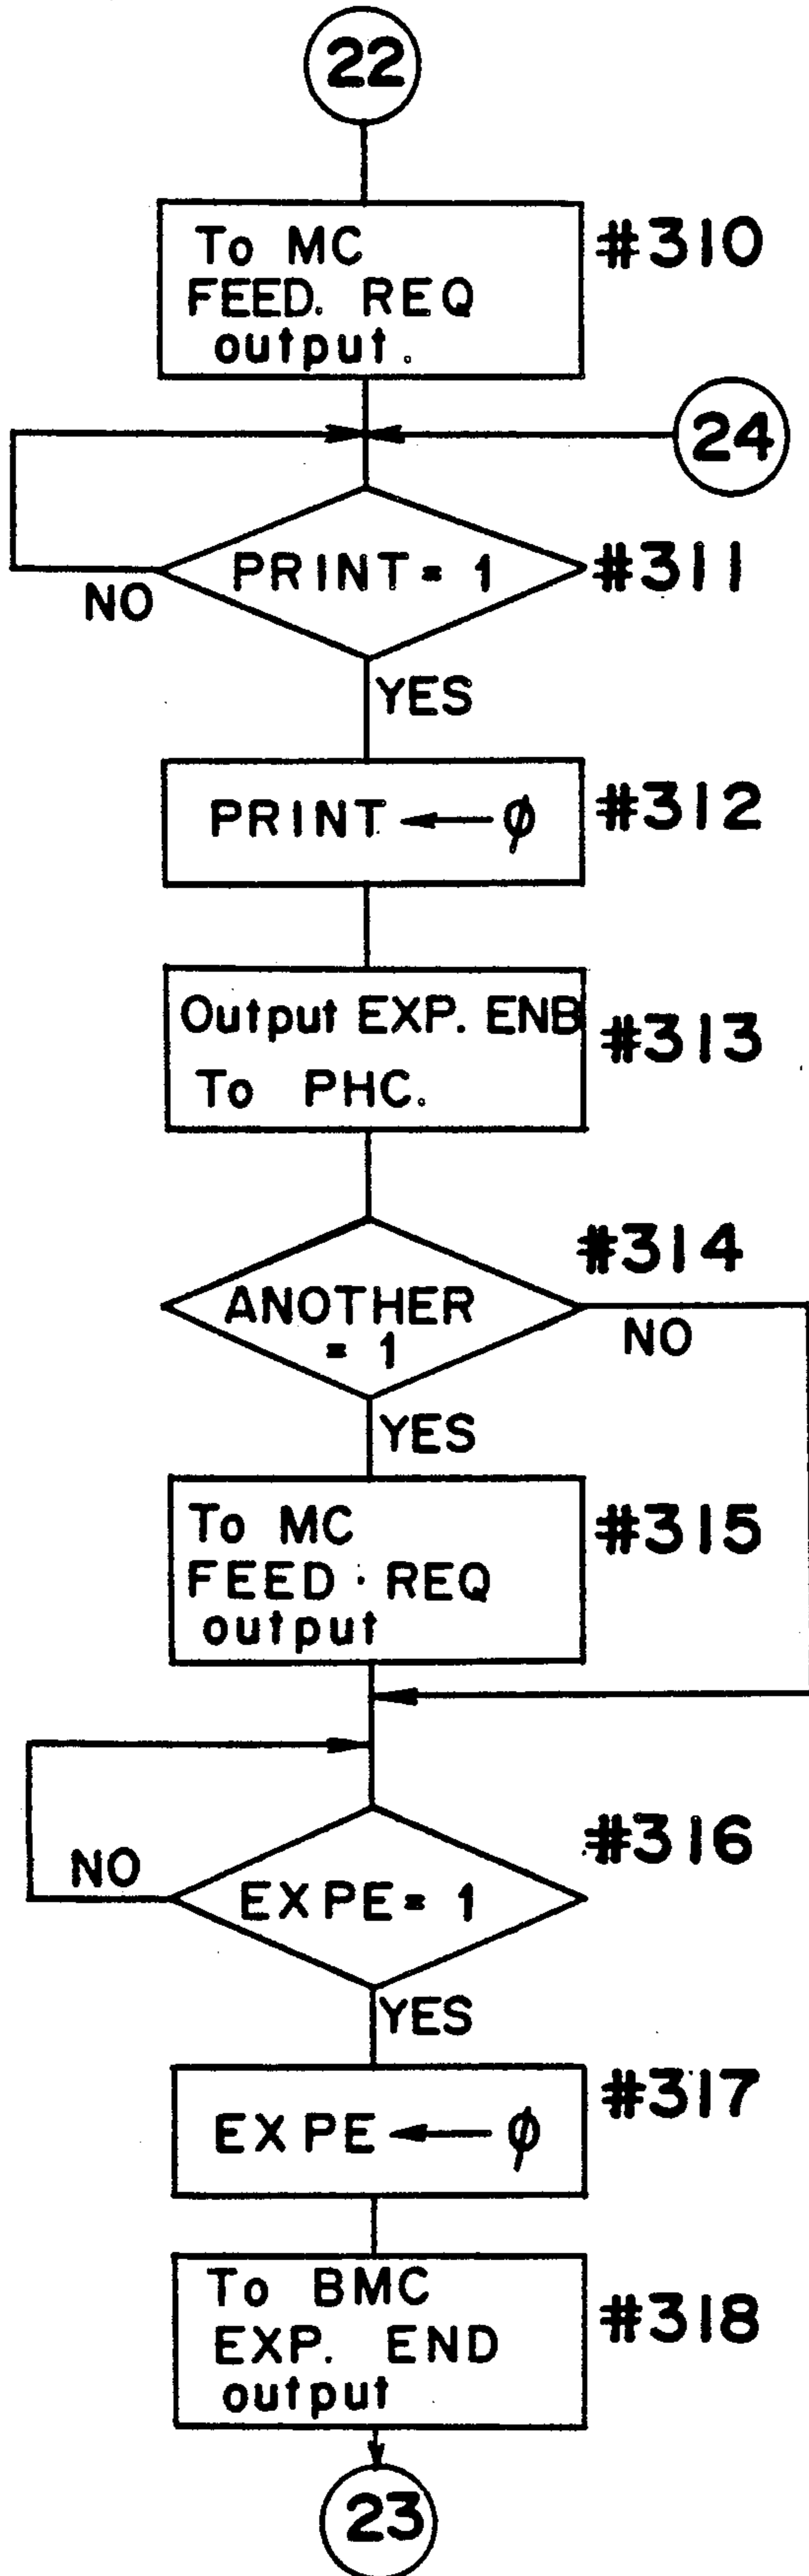 22
To MC
FEED. REQ
output.
#310
24
PRINT = 1
#311
NO
YES
PRINT ← φ
#312
Output EXP. ENB
To PHC.
#313
#314
ANOTHER
= 1
NO
YES
To MC
FEED · REQ
output
#315
#316
NO
EXPE = 1
YES
EXPE ← φ
#317
To BMC
EXP. END
output
#318
23